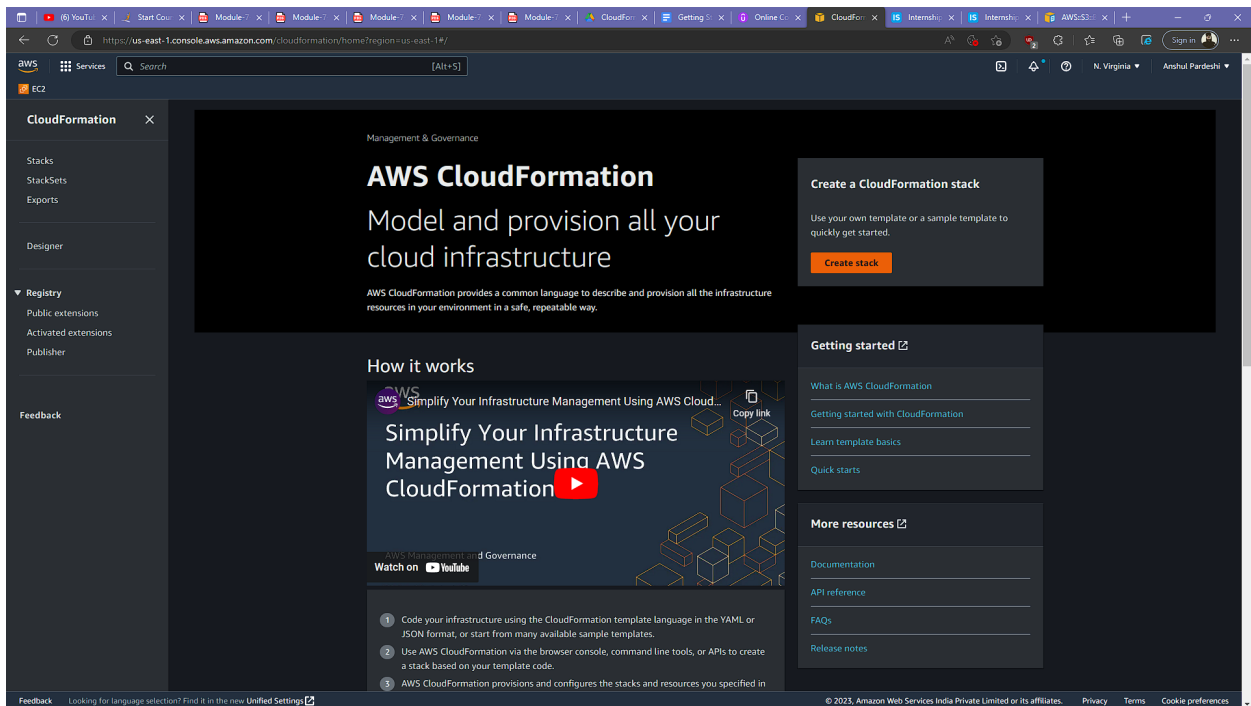 (6) YouTu
Start Cour
Module-7
Module-7
Module-7
Module-7
Module-7
CloudForm
Getting St
Online Co
CloudForm
Internship
Internship
AWS::S3::B
https://us-east-1.console.aws.amazon.com/cloudformation/home?region=us-east-1#/
Sign in
aws
Services
Search
[Alt+S]
N. Virginia
Anshul Pardeshi
EC2
CloudFormation
Stacks
StackSets
Exports
Designer
Registry
Public extensions
Activated extensions
Publisher
Feedback
Management & Governance
AWS CloudFormation
Model and provision all your
cloud infrastructure
AWS CloudFormation provides a common language to describe and provision all the infrastructure
resources in your environment in a safe, repeatable way.
Create a CloudFormation stack
Use your own template or a sample template to
quickly get started.
Create stack
How it works
aws
Simplify Your Infrastructure Management Using AWS Cloud...
Copy link
Simplify Your Infrastructure
Management Using AWS
CloudFormation
AWS Management and Governance
Watch on YouTube
1 Code your infrastructure using the CloudFormation template language in the YAML or
JSON format, or start from many available sample templates.
2 Use AWS CloudFormation via the browser console, command line tools, or APIs to create
a stack based on your template code.
3 AWS CloudFormation provisions and configures the stacks and resources you specified in
Getting started
What is AWS CloudFormation
Getting started with CloudFormation
Learn template basics
Quick starts
More resources
Documentation
API reference
FAQs
Release notes
Feedback
Looking for language selection? Find it in the new Unified Settings
© 2023, Amazon Web Services India Private Limited or its affiliates.
Privacy
Terms
Cookie preferences